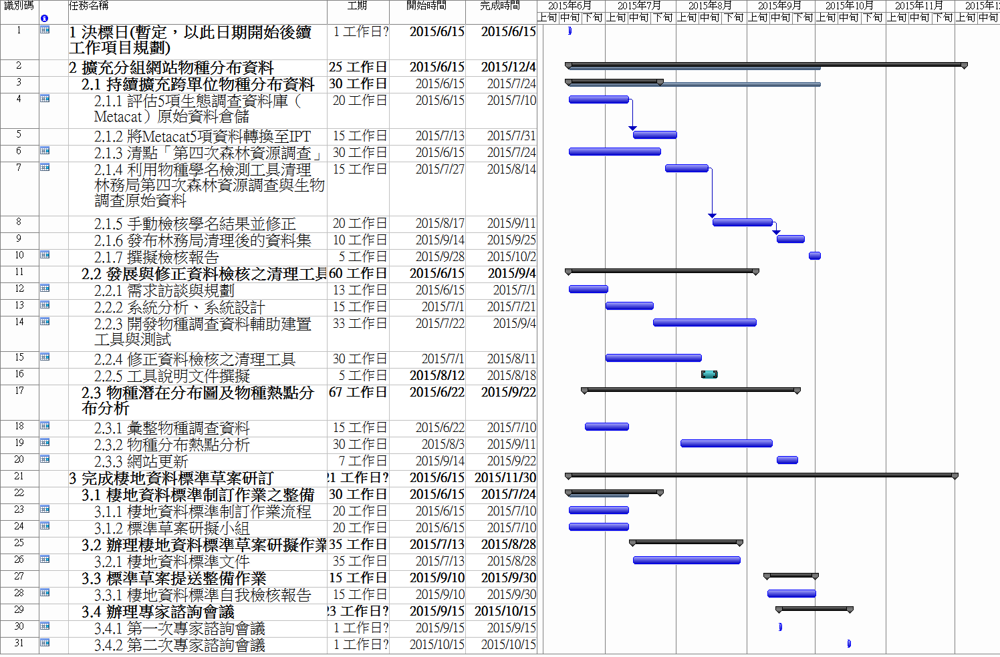 識別碼 任務名稱 工期 開始時間 完成時間 2015年6月 2015年7月 2015年8月 2015年9月 2015年10月 2015年11月 2015年12
上旬 中旬 下旬 上旬 中旬 下旬 上旬 中旬 下旬 上旬 中旬 下旬 上旬 中旬 下旬 上旬 中旬 下旬 上旬 中旬
1 1 決標日(暫定，以此日期開始後續 1 工作日? 2015/6/15 2015/6/15
工作項目規劃)
2 2 擴充分組網站物種分布資料 25 工作日 2015/6/15 2015/12/4
3 2.1 持續擴充跨單位物種分布資料 30 工作日 2015/6/15 2015/7/24
4 2.1.1 評估5項生態調查資料庫（ 20 工作日 2015/6/15 2015/7/10
Metacat）原始資料倉儲
5 2.1.2 將Metacat5項資料轉換至IPT 15 工作日 2015/7/13 2015/7/31
6 2.1.3 清點「第四次森林資源調查」 30 工作日 2015/6/15 2015/7/24
7 2.1.4 利用物種學名檢測工具清理 15 工作日 2015/7/27 2015/8/14
林務局第四次森林資源調查與生物
調查原始資料
8 2.1.5 手動檢核學名結果並修正 20 工作日 2015/8/17 2015/9/11
9 2.1.6 發布林務局清理後的資料集 10 工作日 2015/9/14 2015/9/25
10 2.1.7 撰擬檢核報告 5 工作日 2015/9/28 2015/10/2
11 2.2 發展與修正資料檢核之清理工具 60 工作日 2015/6/15 2015/9/4
12 2.2.1 需求訪談與規劃 13 工作日 2015/6/15 2015/7/1
13 2.2.2 系統分析、系統設計 15 工作日 2015/7/1 2015/7/21
14 2.2.3 開發物種調查資料輔助建置 33 工作日 2015/7/22 2015/9/4
工具與測試
15 2.2.4 修正資料檢核之清理工具 30 工作日 2015/7/1 2015/8/11
16 2.2.5 工具說明文件撰擬 5 工作日 2015/8/12 2015/8/18
17 2.3 物種潛在分布圖及物種熱點分 67 工作日 2015/6/22 2015/9/22
布分析
18 2.3.1 彙整物種調查資料 15 工作日 2015/6/22 2015/7/10
19 2.3.2 物種分布熱點分析 30 工作日 2015/8/3 2015/9/11
20 2.3.3 網站更新 7 工作日 2015/9/14 2015/9/22
21 3 完成棲地資料標準草案研訂 21 工作日? 2015/6/15 2015/11/30
22 3.1 棲地資料標準制訂作業之整備 30 工作日 2015/6/15 2015/7/24
23 3.1.1 棲地資料標準制訂作業流程 20 工作日 2015/6/15 2015/7/10
24 3.1.2 標準草案研擬小組 20 工作日 2015/6/15 2015/7/10
25 3.2 辦理棲地資料標準草案研擬作業 35 工作日 2015/7/13 2015/8/28
26 3.2.1 棲地資料標準文件 35 工作日 2015/7/13 2015/8/28
27 3.3 標準草案提送整備作業 15 工作日 2015/9/10 2015/9/30
28 3.3.1 棲地資料標準自我檢核報告 15 工作日 2015/9/10 2015/9/30
29 3.4 辦理專家諮詢會議 23 工作日? 2015/9/15 2015/10/15
30 3.4.1 第一次專家諮詢會議 1 工作日? 2015/9/15 2015/9/15
31 3.4.2 第二次專家諮詢會議 1 工作日? 2015/10/15 2015/10/15